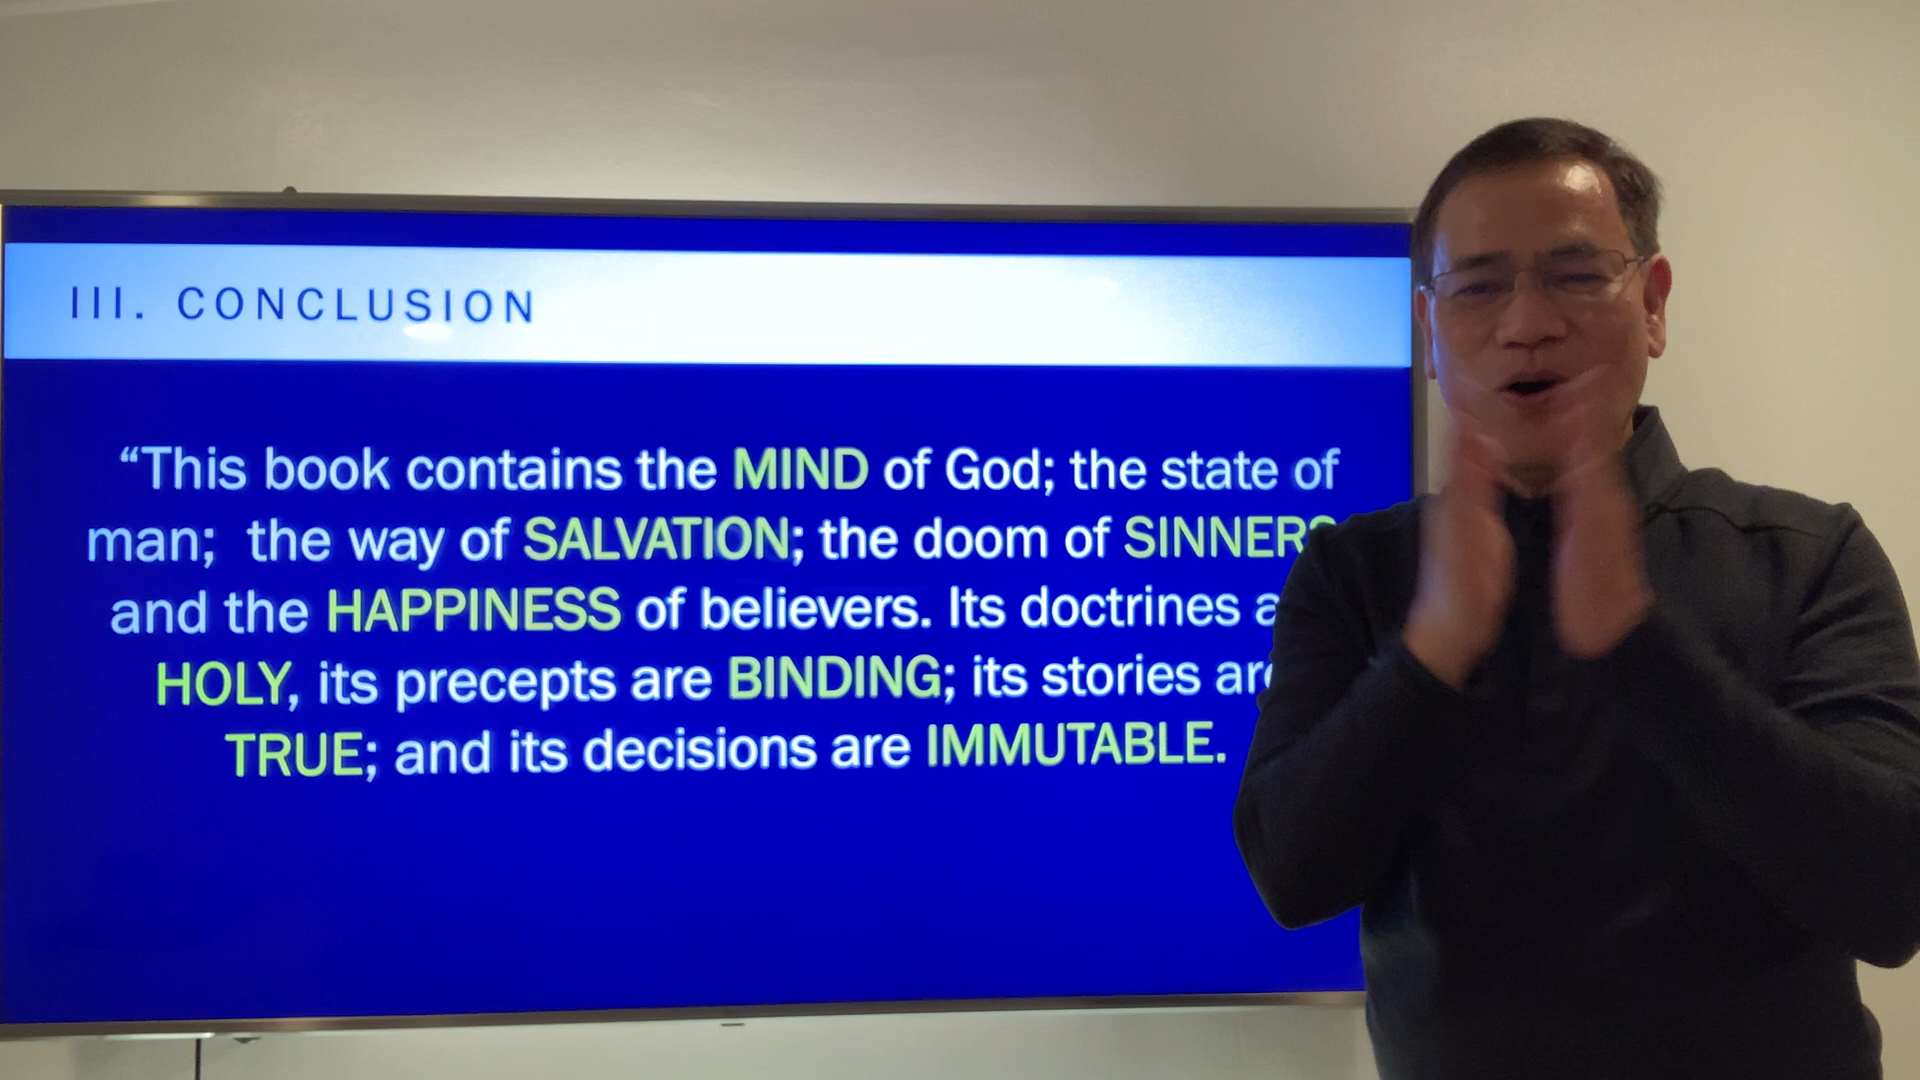 III. CONCLUSION
“This book contains the MIND of God; the state of
man; the way of SALVATION; the doom of SINNERS
and the HAPPINESS of believers. Its doctrines
HOLY, its precepts are BINDING; its stories are
TRUE; and its decisions are IMMUTABLE.